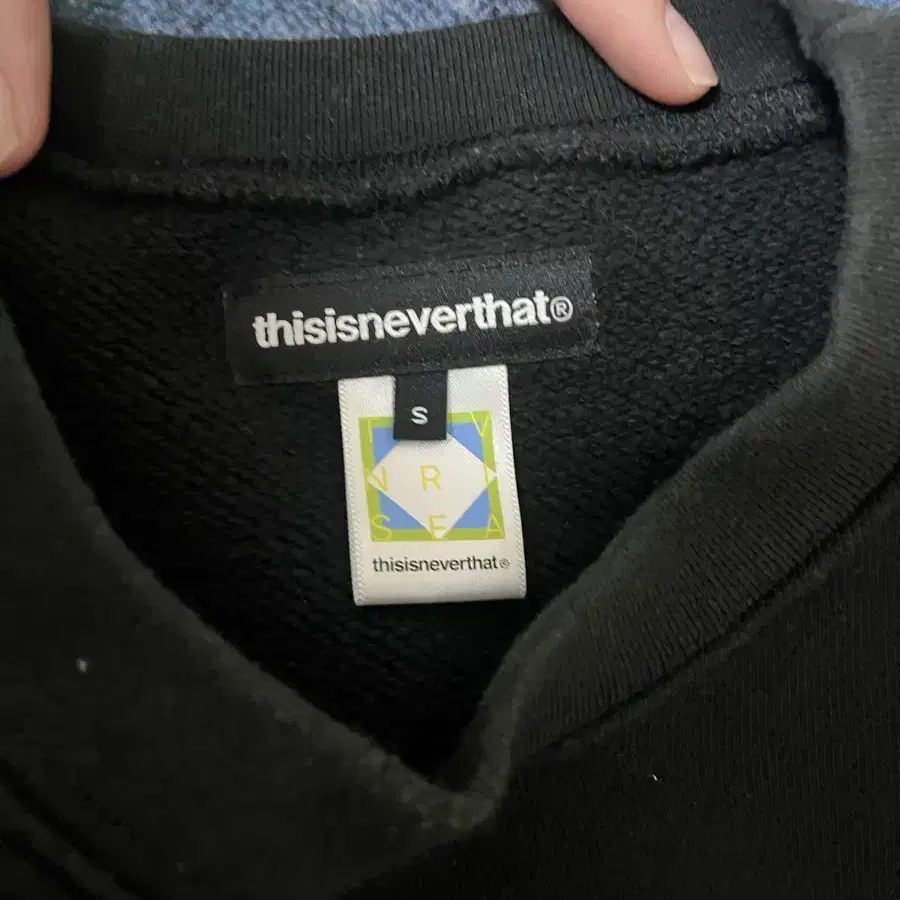 thisisneverthat®
S
T V
N R I
S E A
thisisneverthat®